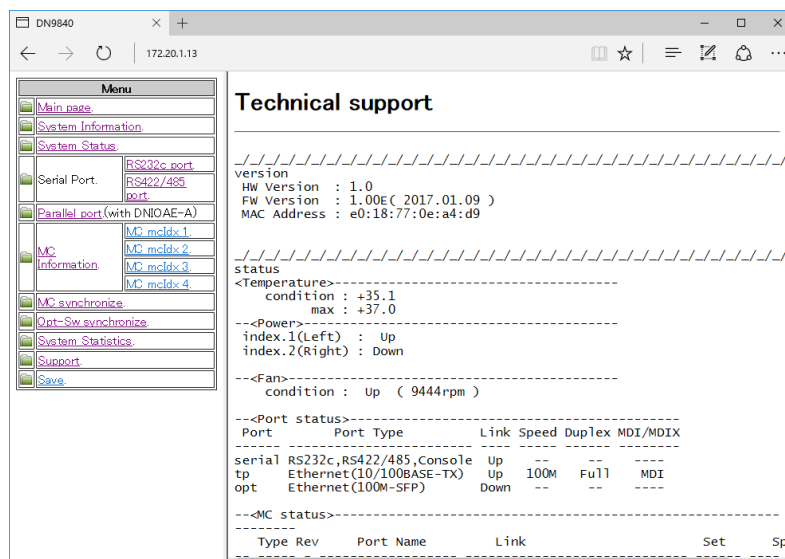 DN9840
172.20.1.13
Menu
Main page.
System Information.
System Status.
Serial Port.
RS232c port.
RS422/485
port.
Parallel port.(with DNIOAE-A)
MC
Information.
MC mcIdx 1.
MC mcIdx 2.
MC mcIdx 3.
MC mcIdx 4.
MC synchronize.
Opt-Sw synchronize.
System Statistics.
Support.
Save.
Technical support
_/_/_/_/_/_/_/_/_/_/_/_/_/_/_/_/_/_/_/_/_/_/_/_/_/_/_/_/_/_/_/_/_/_/_/_/_/
version
HW Version : 1.0
FW Version : 1.00E( 2017.01.09 )
MAC Address : e0:18:77:0e:a4:d9
_/_/_/_/_/_/_/_/_/_/_/_/_/_/_/_/_/_/_/_/_/_/_/_/_/_/_/_/_/_/_/_/_/_/_/_/_/
status
<Temperature>---------------------------------------
condition : +35.1
max : +37.0
--<Power>-------------------------------------------
index.1(Left) : Up
index.2(Right) : Down
--<Fan>---------------------------------------------
condition : Up ( 9444rpm )
--<Port status>---------------------------------------------
Port Port Type Link Speed Duplex MDI/MDIX
------ ---------------------- ---- ----- ------ --------
serial RS232c,RS422/485,Console Up -- -- ----
tp Ethernet(10/100BASE-TX) Up 100M Full MDI
opt Ethernet(100M-SFP) Down -- -- ----
--<MC status>-------------------------------------------------------------
--------
Type Rev Port Name Link Set Sp